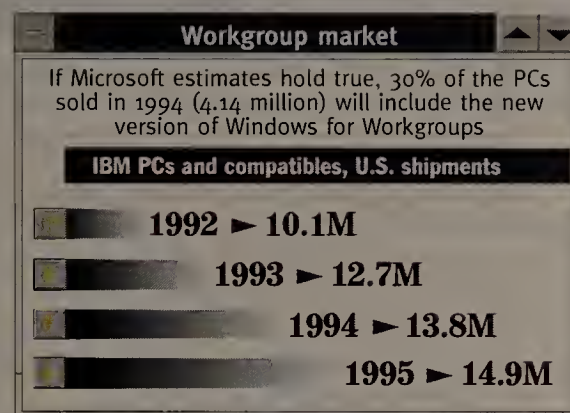 Workgroup market
If Microsoft estimates hold true, 30% of the PCs
sold in 1994 (4.14 million) will include the new
version of Windows for Workgroups
IBM PCs and compatibles, U.S. shipments
1992 ► 10.1M
1993 ► 12.7M
1994 ► 13.8M
1995 ► 14.9M